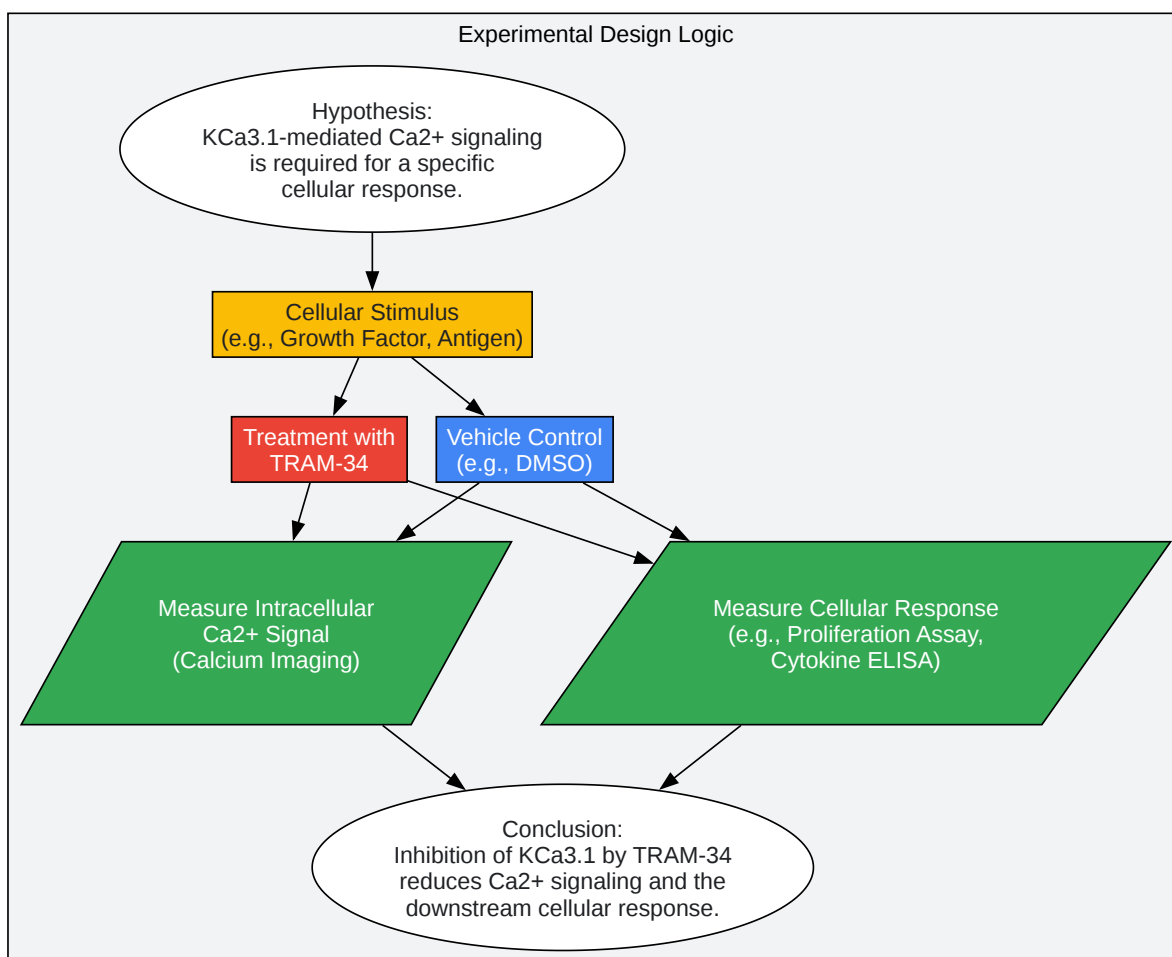 Experimental Design Logic
Hypothesis:
KCa3.1-mediated Ca2+ signaling
is required for a specific
cellular response.
Cellular Stimulus
(e.g., Growth Factor, Antigen)
Treatment with
TRAM-34
Vehicle Control
(e.g., DMSO)
Measure Intracellular
Ca2+ Signal
(Calcium Imaging)
Measure Cellular Response
(e.g., Proliferation Assay,
Cytokine ELISA)
Conclusion:
Inhibition of KCa3.1 by TRAM-34
reduces Ca2+ signaling and the
downstream cellular response.